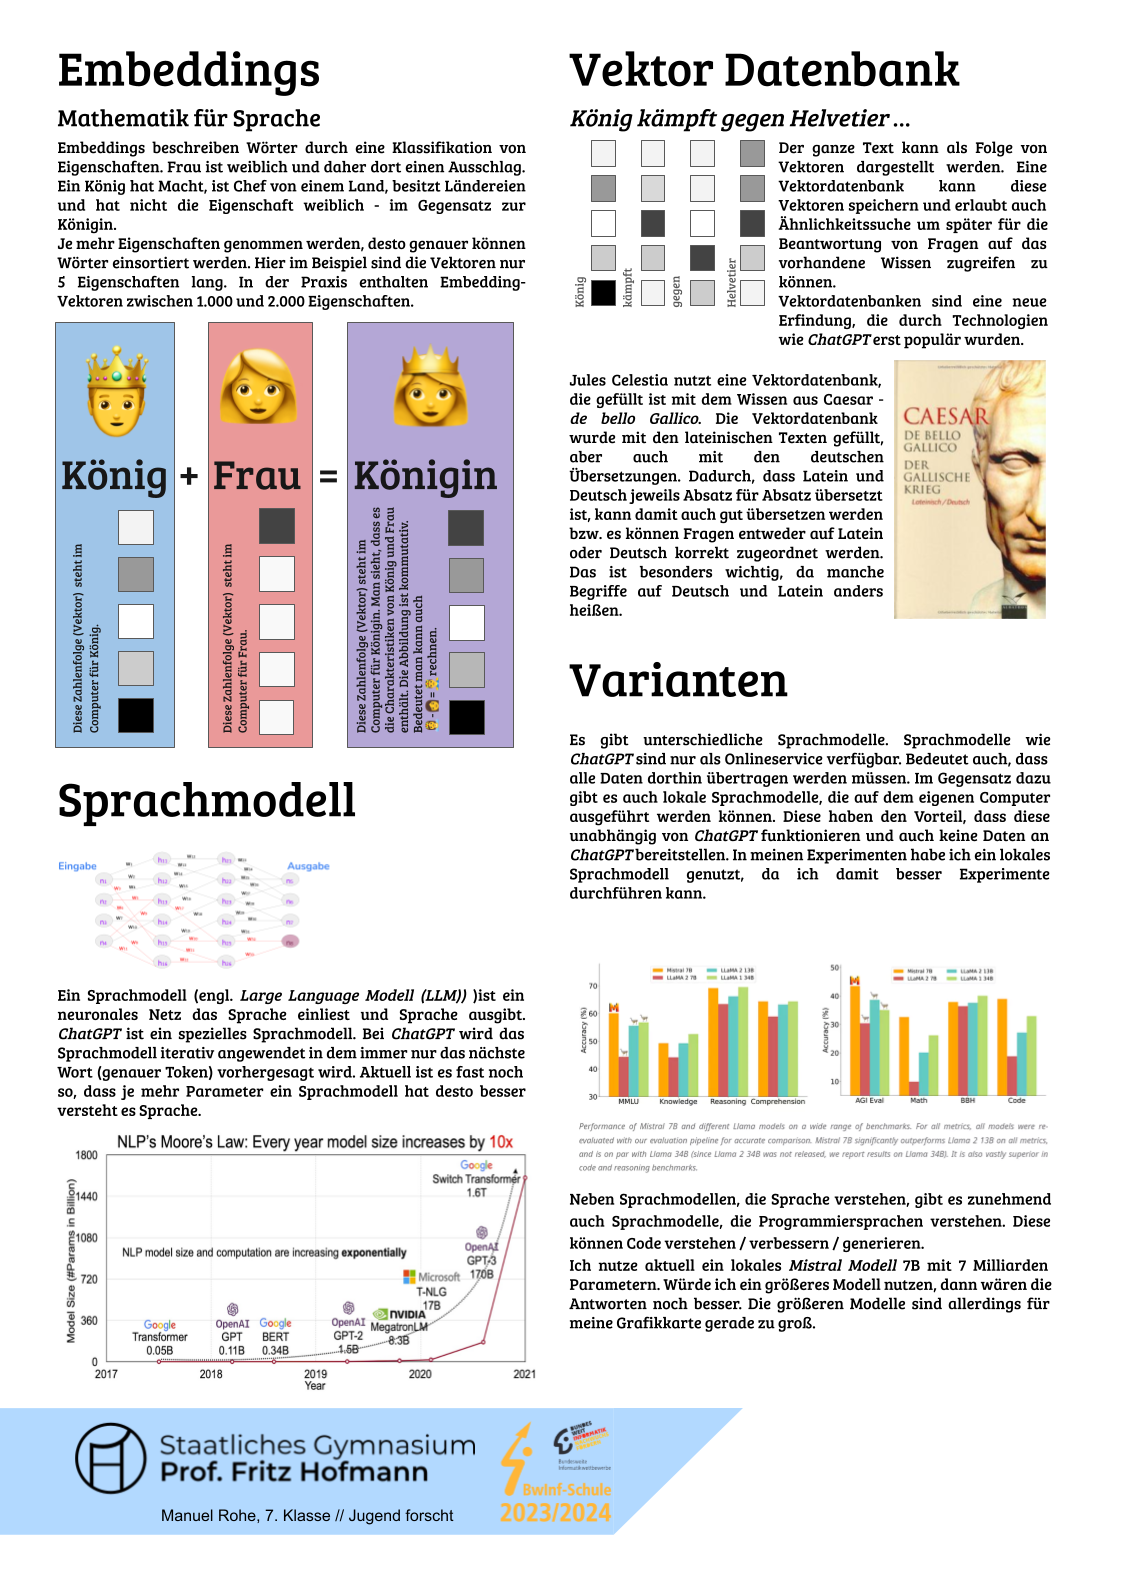 Embeddings
Mathematik für Sprache
Embeddings beschreiben Wörter durch eine Klassifikation von
Eigenschaften. Frau ist weiblich und daher dort einen Ausschlag.
Ein König hat Macht, ist Chef von einem Land, besitzt Ländereien
und hat nicht die Eigenschaft weiblich - im Gegensatz zur
Königin.
Je mehr Eigenschaften genommen werden, desto genauer können
Wörter einsortiert werden. Hier im Beispiel sind die Vektoren nur
5 Eigenschaften lang. In der Praxis enthalten Embedding-
Vektoren zwischen 1.000 und 2.000 Eigenschaften.
König + Frau = Königin
Diese Zahlenfolge (Vektor) steht im
Computer für König.
Diese Zahlenfolge (Vektor) steht im
Computer für Frau.
Diese Zahlenfolge (Vektor) steht im
Computer für Königin. Man sieht, dass es
die Charakteristiken von König und Frau
enthält. Die Abbildung ist kommutativ.
Bedeutet man kann auch
- = rechnen.
Sprachmodell
Eingabe
Ausgabe
Ein Sprachmodell (engl. Large Language Modell (LLM)) )ist ein
neuronales Netz das Sprache einliest und Sprache ausgibt.
ChatGPT ist ein spezielles Sprachmodell. Bei ChatGPT wird das
Sprachmodell iterativ angewendet in dem immer nur das nächste
Wort (genauer Token) vorhergesagt wird. Aktuell ist es fast noch
so, dass je mehr Parameter ein Sprachmodell hat desto besser
versteht es Sprache.
NLP's Moore's Law: Every year model size increases by 10x
Model Size (#Params in Billion)
1800
1440
1080
720
360
0
Google
Switch Transformer
1.6T
NLP model size and computation are increasing exponentially
OpenAI
GPT-3
170B
Microsoft
T-NLG
17B
NVIDIA
MegatronLM
8.3B
OpenAI
GPT-2
1.5B
Google
BERT
0.34B
OpenAI
GPT
0.11B
Google
Transformer
0.05B
2017 2018 2019 2020 2021
Year
Vektor Datenbank
König kämpft gegen Helvetier ...
König
kämpft
gegen
Helvetier
Der ganze Text kann als Folge von
Vektoren dargestellt werden. Eine
Vektordatenbank kann diese
Vektoren speichern und erlaubt auch
Ähnlichkeitssuche um später für die
Beantwortung von Fragen auf das
vorhandene Wissen zugreifen zu
können.
Vektordatenbanken sind eine neue
Erfindung, die durch Technologien
wie ChatGPT erst populär wurden.
Jules Celestia nutzt eine Vektordatenbank,
die gefüllt ist mit dem Wissen aus Caesar -
de bello Gallico. Die Vektordatenbank
wurde mit den lateinischen Texten gefüllt,
aber auch mit den deutschen
Übersetzungen. Dadurch, dass Latein und
Deutsch jeweils Absatz für Absatz übersetzt
ist, kann damit auch gut übersetzen werden
bzw. es können Fragen entweder auf Latein
oder Deutsch korrekt zugeordnet werden.
Das ist besonders wichtig, da manche
Begriffe auf Deutsch und Latein anders
heißen.
CAESAR
DE BELLO
GALLICO
DER
GALLISCHE
KRIEG
Lateinisch/Deutsch
Varianten
Es gibt unterschiedliche Sprachmodelle. Sprachmodelle wie
ChatGPT sind nur als Onlineservice verfügbar. Bedeutet auch, dass
alle Daten dorthin übertragen werden müssen. Im Gegensatz dazu
gibt es auch lokale Sprachmodelle, die auf dem eigenen Computer
ausgeführt werden können. Diese haben den Vorteil, dass diese
unabhängig von ChatGPT funktionieren und auch keine Daten an
ChatGPT bereitstellen. In meinen Experimenten habe ich ein lokales
Sprachmodell genutzt, da ich damit besser Experimente
durchführen kann.
Mistral 7B LLaMA 2 13B
LLaMA 2 7B LLaMA 1 34B
Accuracy (%)
70
60
50
40
30
MMLU Knowledge Reasoning Comprehension
Mistral 7B LLaMA 2 13B
LLaMA 2 7B LLaMA 1 34B
Accuracy (%)
50
40
30
20
10
AGI Eval Math BBH Code
Performance of Mistral 7B and different Llama models on a wide range of benchmarks. For all metrics, all models were re-
evaluated with our evaluation pipeline for accurate comparison. Mistral 7B significantly outperforms Llama 2 13B on all metrics,
and is on par with Llama 34B (since Llama 2 34B was not released, we report results on Llama 34B). It is also vastly superior in
code and reasoning benchmarks.
Neben Sprachmodellen, die Sprache verstehen, gibt es zunehmend
auch Sprachmodelle, die Programmiersprachen verstehen. Diese
können Code verstehen / verbessern / generieren.
Ich nutze aktuell ein lokales Mistral Modell 7B mit 7 Milliarden
Parametern. Würde ich ein größeres Modell nutzen, dann wären die
Antworten noch besser. Die größeren Modelle sind allerdings für
meine Grafikkarte gerade zu groß.
Staatliches Gymnasium
Prof. Fritz Hofmann
Manuel Rohe, 7. Klasse // Jugend forscht
BUNDES
WEIT
INFORMATIK
Bundesweite
Informatikwettbewerbe
BwInf-Schule
2023/2024